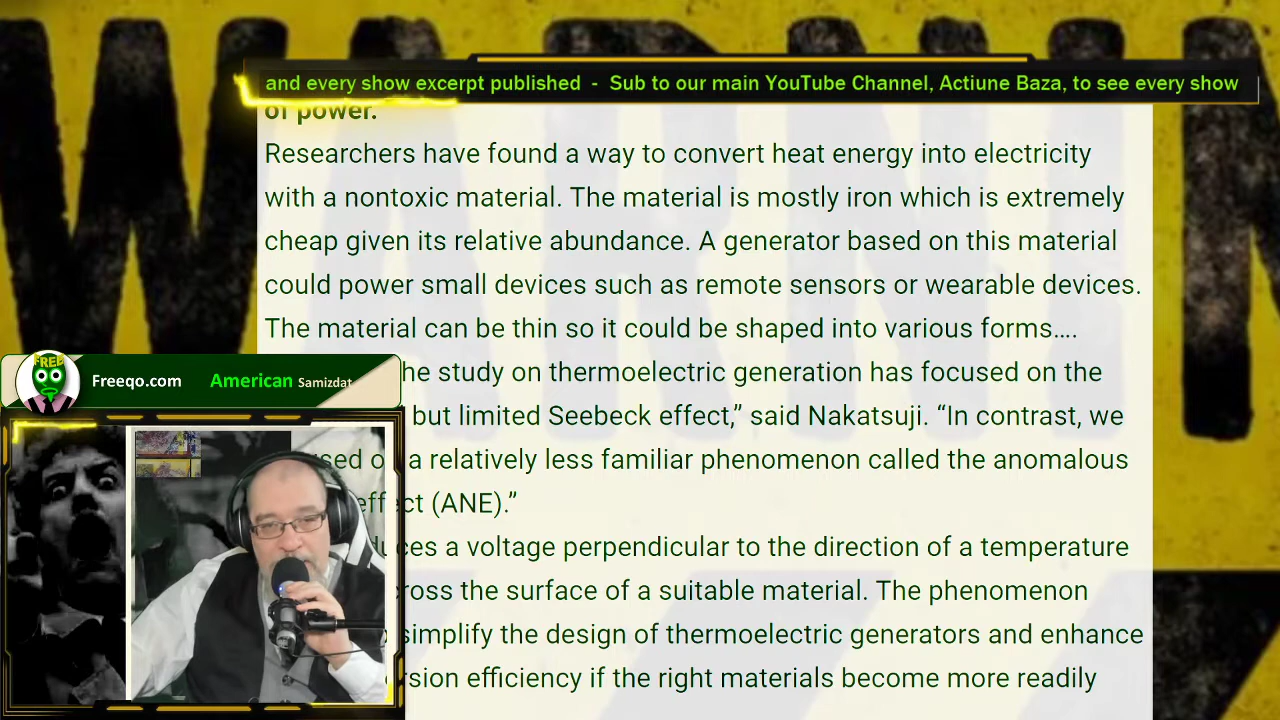 and every show excerpt published - Sub to our main YouTube Channel, Actiune Baza, to see every show
of power.
Researchers have found a way to convert heat energy into electricity
with a nontoxic material. The material is mostly iron which is extremely
cheap given its relative abundance. A generator based on this material
could power small devices such as remote sensors or wearable devices.
The material can be thin so it could be shaped into various forms….
he study on thermoelectric generation has focused on the
but limited Seebeck effect,” said Nakatsuji. “In contrast, we
sed o a relatively less familiar phenomenon called the anomalous
effect (ANE).”
uces a voltage perpendicular to the direction of a temperature
cross the surface of a suitable material. The phenomenon
simplify the design of thermoelectric generators and enhance
rsion efficiency if the right materials become more readily
FREE
Freeqo.com
American Samizdat